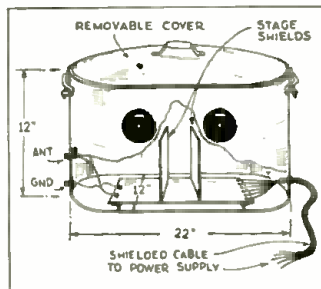 REMOVABLE COVER
STAGE
SHIELDS
12"
ANT
GND
12"
22"
SHIELDED CABLE
TO POWER SUPPLY